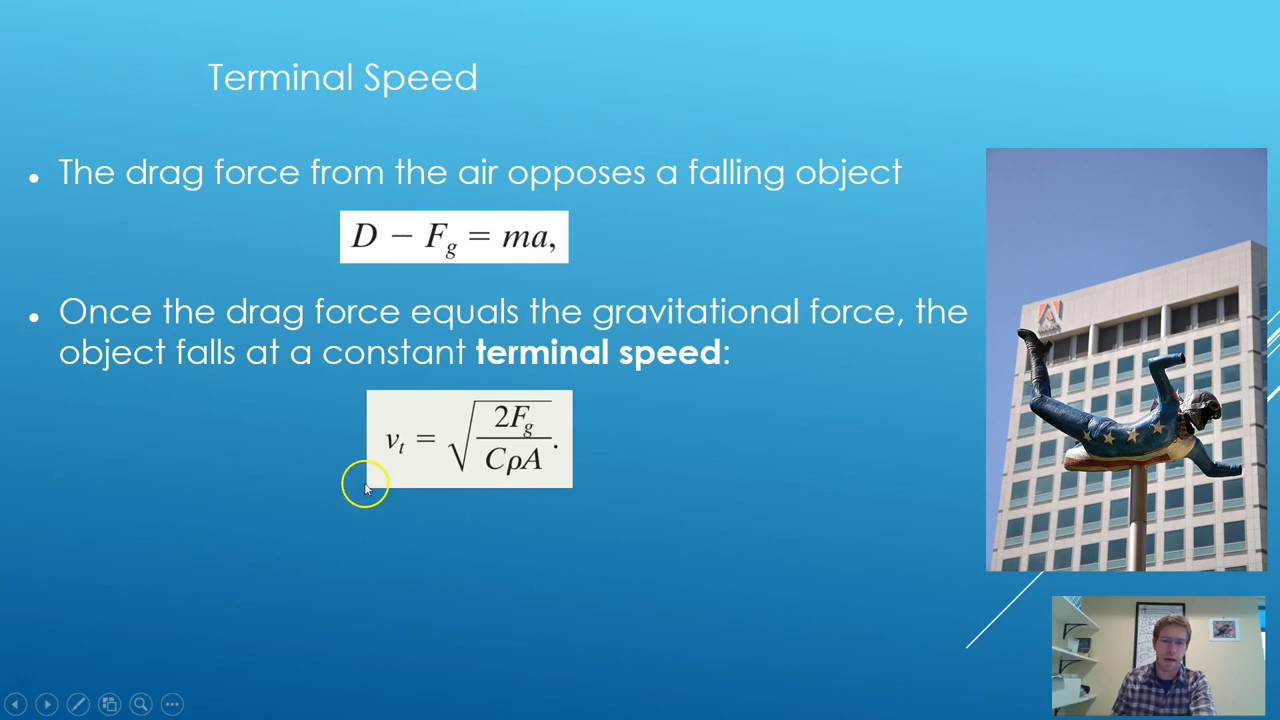 Terminal Speed
• The drag force from the air opposes a falling object
D − F_g = ma,
• Once the drag force equals the gravitational force, the
object falls at a constant terminal speed:
v_t = √(2F_g / CρA).